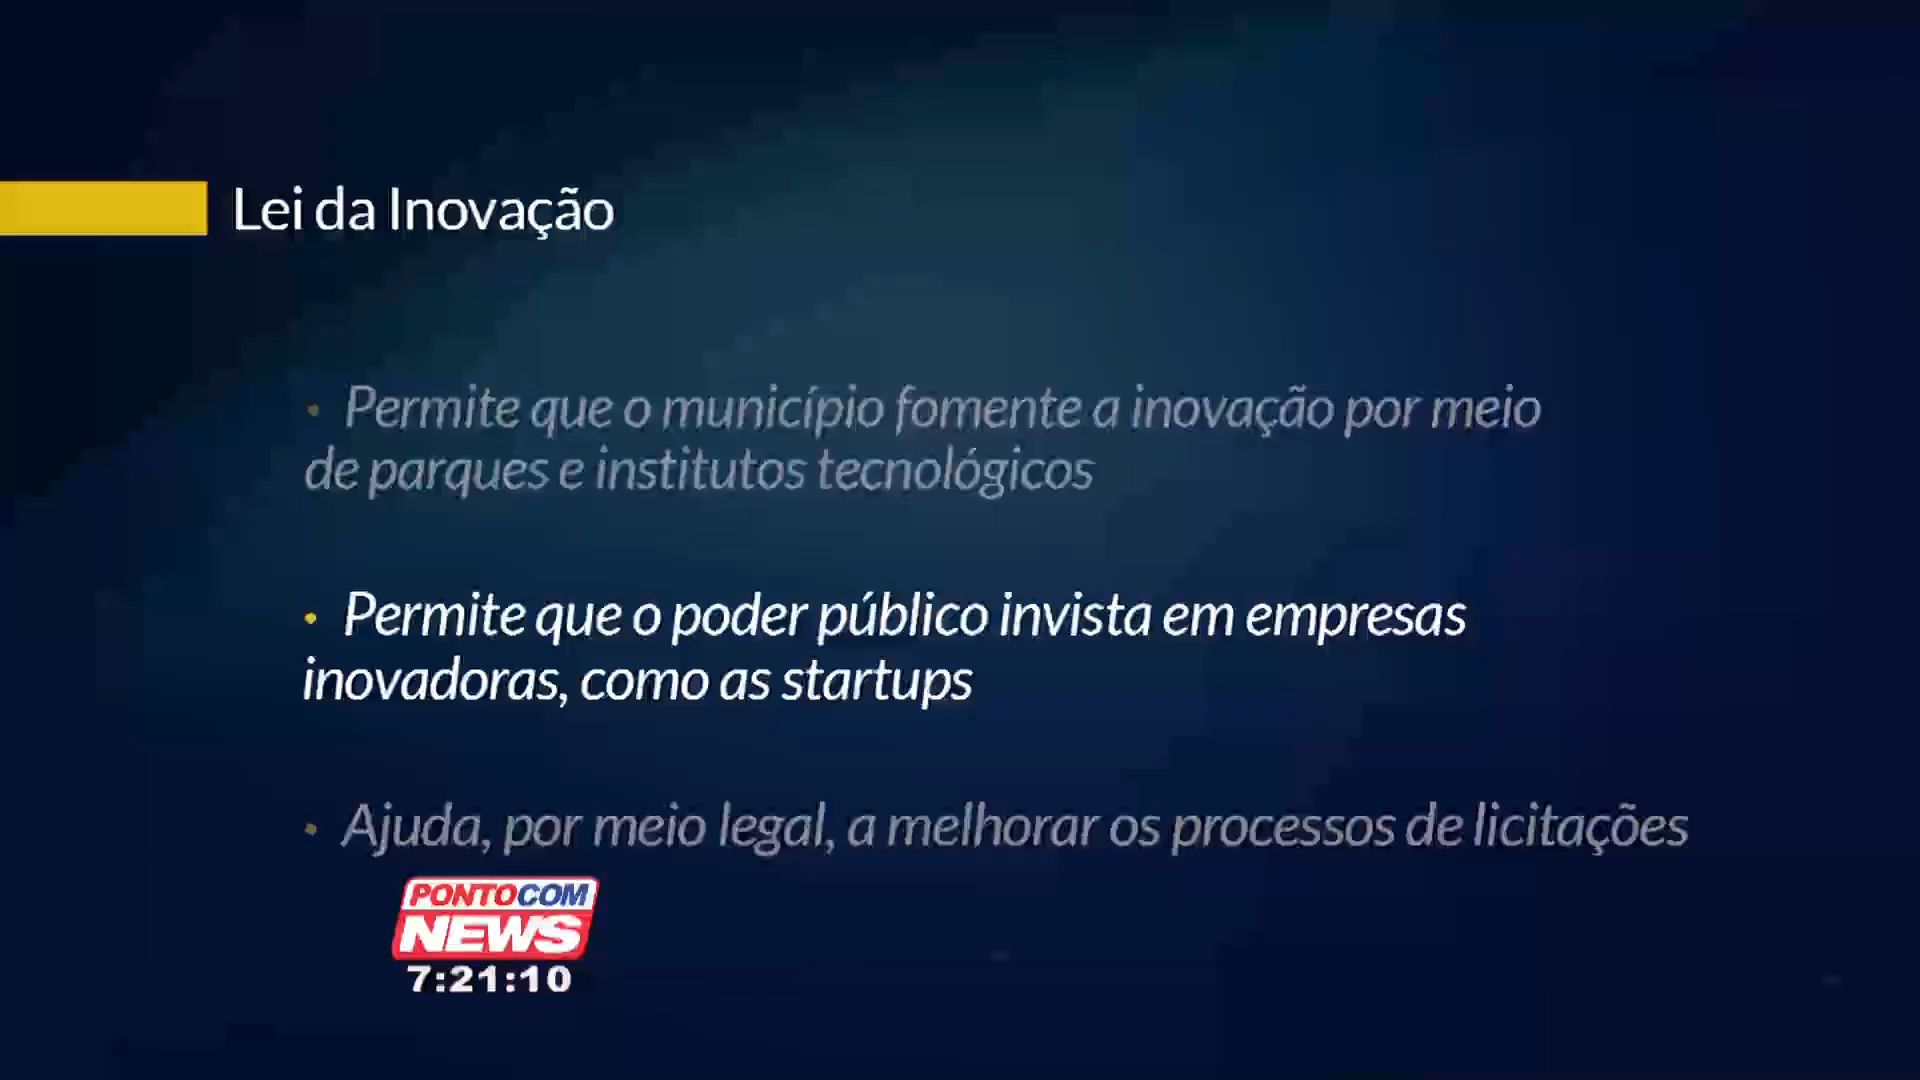 Lei da Inovação
• Permite que o município fomente a inovação por meio
de parques e institutos tecnológicos
• Permite que o poder público invista em empresas
inovadoras, como as startups
• Ajuda, por meio legal, a melhorar os processos de licitações
PONTOCOM
NEWS
7:21:10